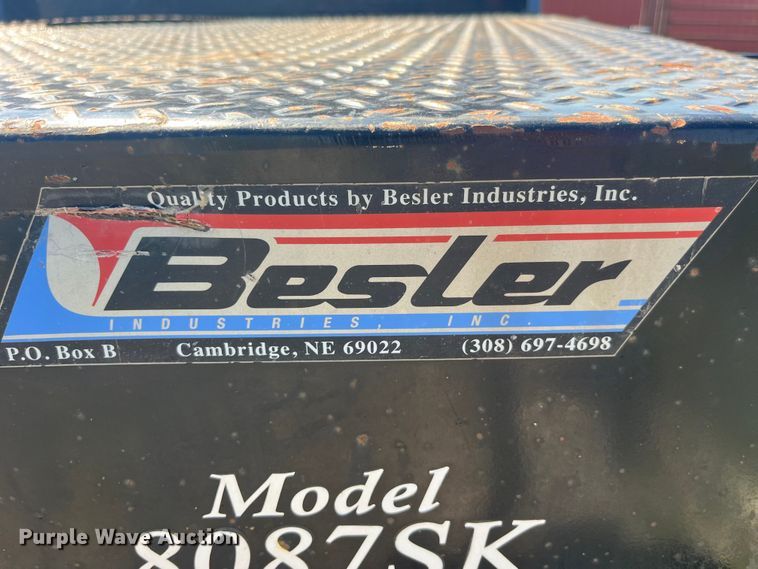 Quality Products by Besler Industries, Inc.
Besler
INDUSTRIES, INC.
P.O. Box B Cambridge, NE 69022 (308) 697-4698
Model
8087SK
Purple Wave Auction